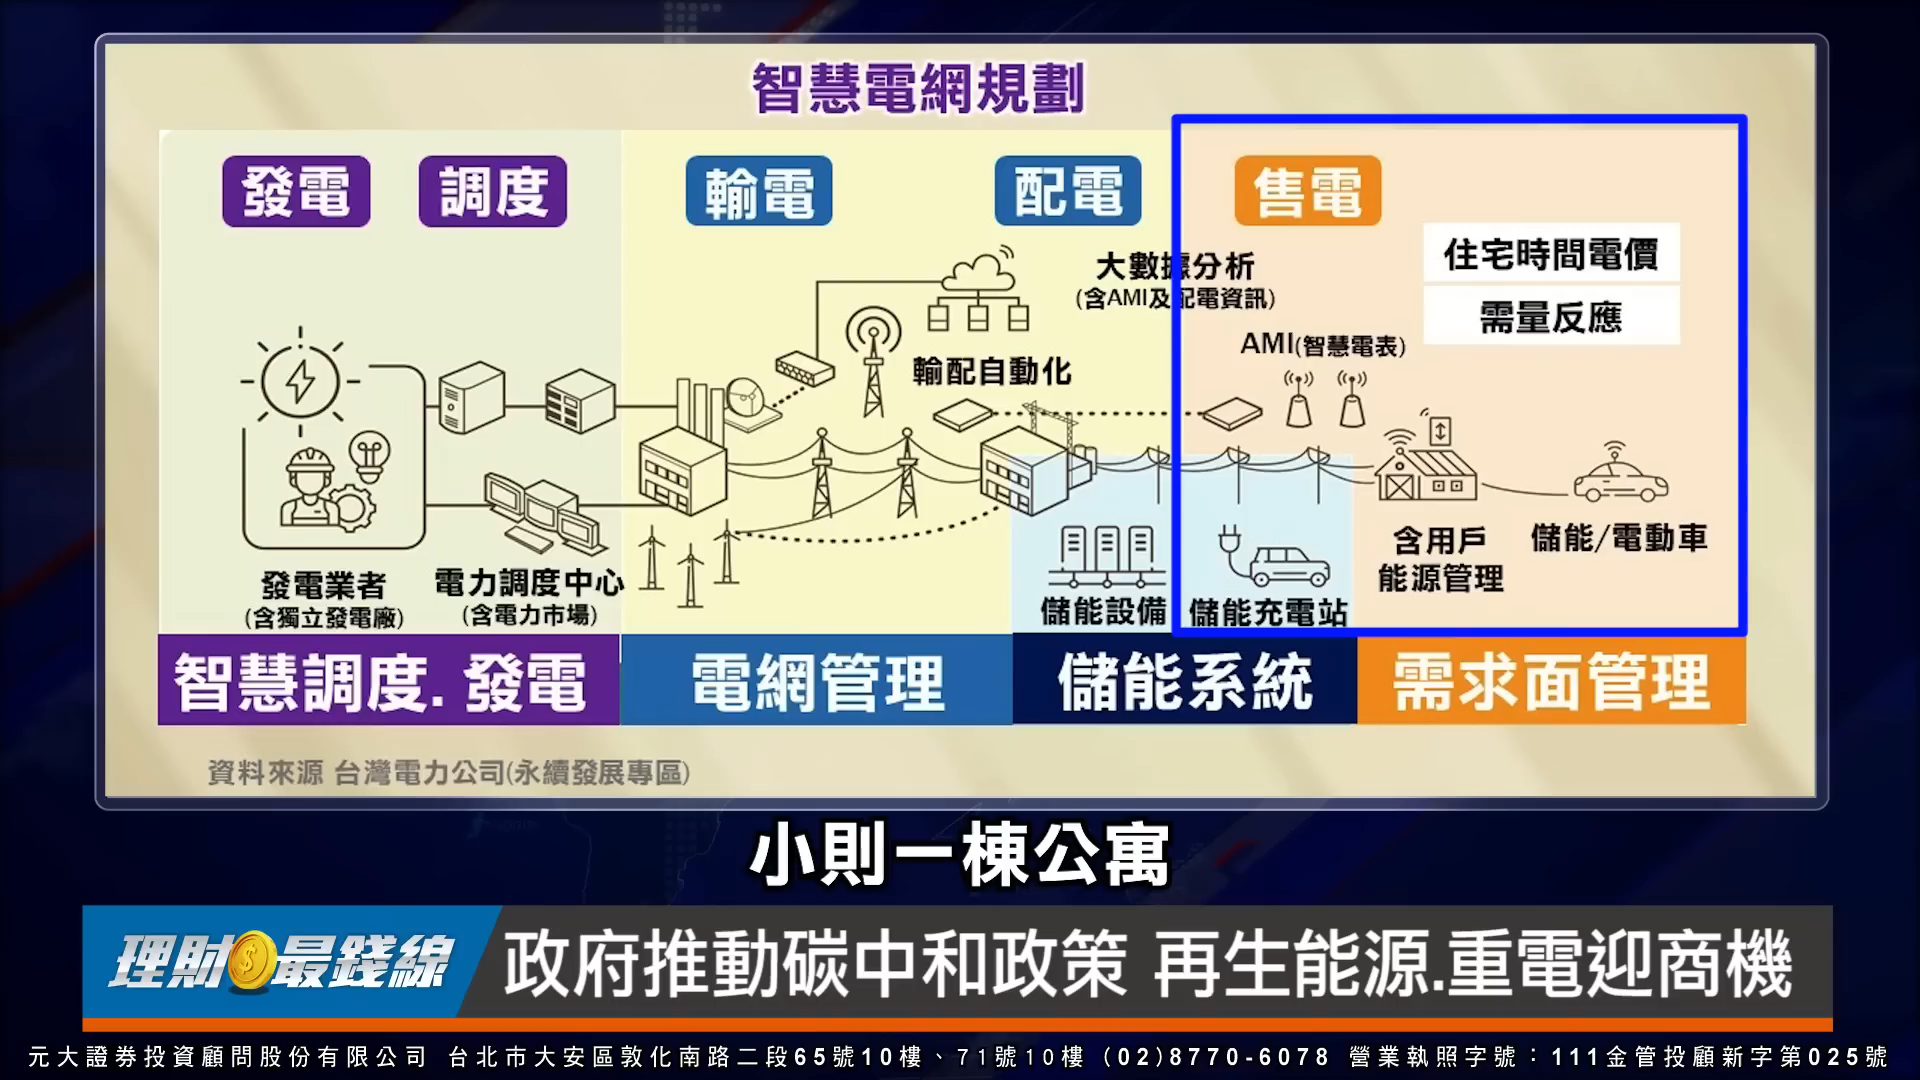 智慧電網規劃
發電 調度 輸電 配電 售電
住宅時間電價
需量反應
大數據分析
(含AMI及配電資訊)
AMI(智慧電表)
輸配自動化
發電業者
(含獨立發電廠)
電力調度中心
(含電力市場)
儲能設備
儲能充電站
含用戶
能源管理
儲能/電動車
智慧調度.發電 電網管理 儲能系統 需求面管理
資料來源 台灣電力公司(永續發展專區)
小則一棟公寓
理財最錢線
政府推動碳中和政策 再生能源.重電迎商機
元大證券投資顧問股份有限公司 台北市大安區敦化南路二段65號10樓、71號10樓 (02)8770-6078 營業執照字號：111金管投顧新字第025號